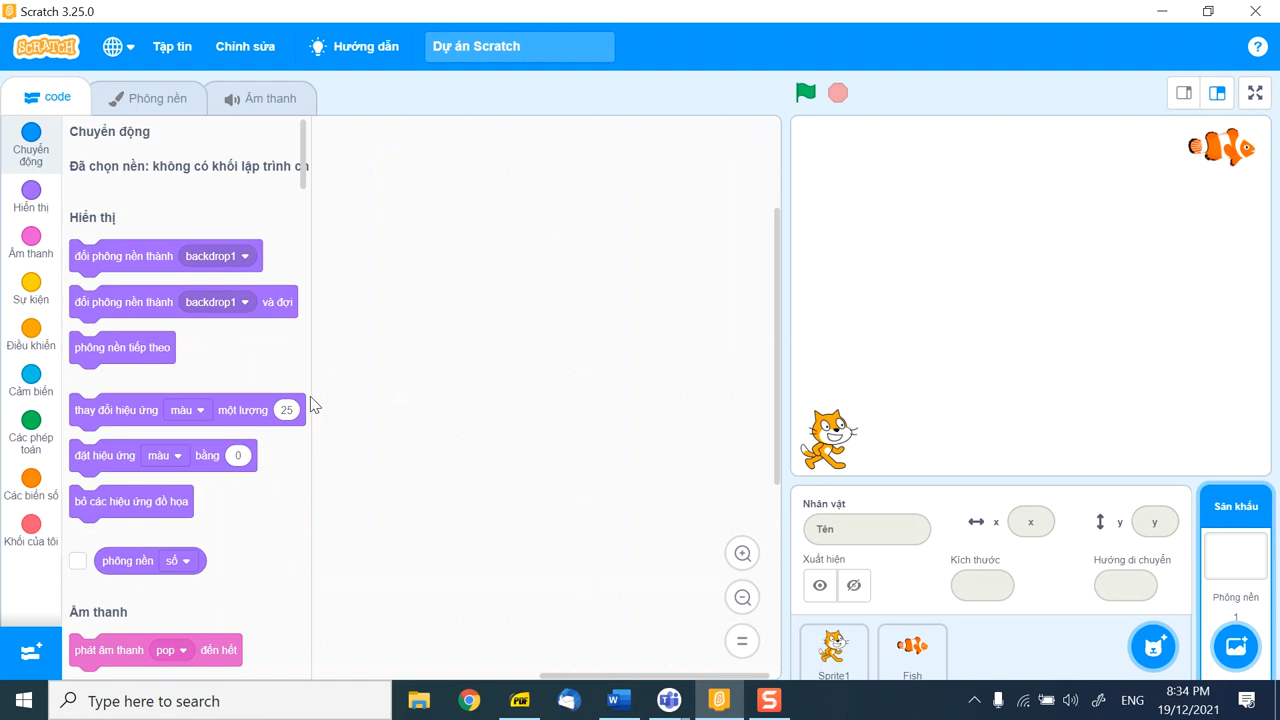 Scratch 3.25.0
SCRATCH
Tập tin
Chỉnh sửa
Hướng dẫn
Dự án Scratch
?
code
Phông nền
Âm thanh
Chuyển động
Hiển thị
Âm thanh
Sự kiện
Điều khiển
Cảm biến
Các phép toán
Các biến số
Khối của tôi
Chuyển động
Đã chọn nền: không có khối lập trình ch
Hiển thị
đổi phông nền thành backdrop1
đổi phông nền thành backdrop1 và đợi
phông nền tiếp theo
thay đổi hiệu ứng màu một lượng 25
đặt hiệu ứng màu bằng 0
bỏ các hiệu ứng đồ họa
phông nền số
Âm thanh
phát âm thanh pop đến hết
Nhân vật
Tên
x x
y y
Xuất hiện
Kích thước
Hướng di chuyển
Sprite1
Fish
Sân khấu
Phông nền
1
Type here to search
PDF
ENG
8:34 PM
19/12/2021